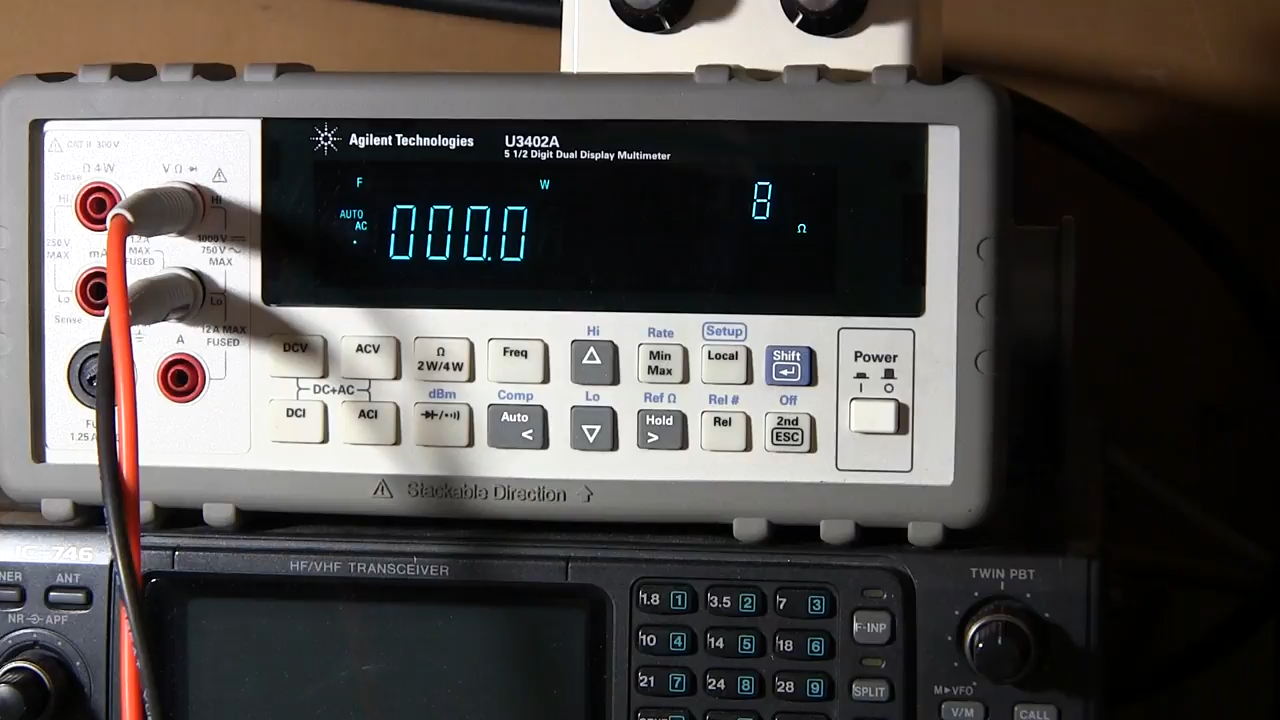 Agilent Technologies
U3402A
5 1/2 Digit Dual Display Multimeter
CAT II 300V
Ω 4W
VΩ
Sense
Hi
Hi
250V
MAX
1.2A
MAX
FUSED
1000V
750V
MAX
mA
Lo
Sense
Lo
12A MAX
FUSED
A
F
W
AUTO
AC
000.0
8
Ω
DCV
ACV
Ω
2W/4W
Freq
Hi
Rate
Min
Max
Setup
Local
Shift
Power
I
O
DC+AC
DCI
ACI
dBm
Comp
Auto
<
Lo
Ref Ω
Hold
>
Rel #
Rel
Off
2nd
ESC
Stackable Direction
IC-746
HF/VHF TRANSCEIVER
ANT
NR
APF
1.8 1
3.5 2
7 3
10 4
14 5
18 6
21 7
24 8
28 9
F-INP
SPLIT
TWIN PBT
M►VFO
V/M
CALL